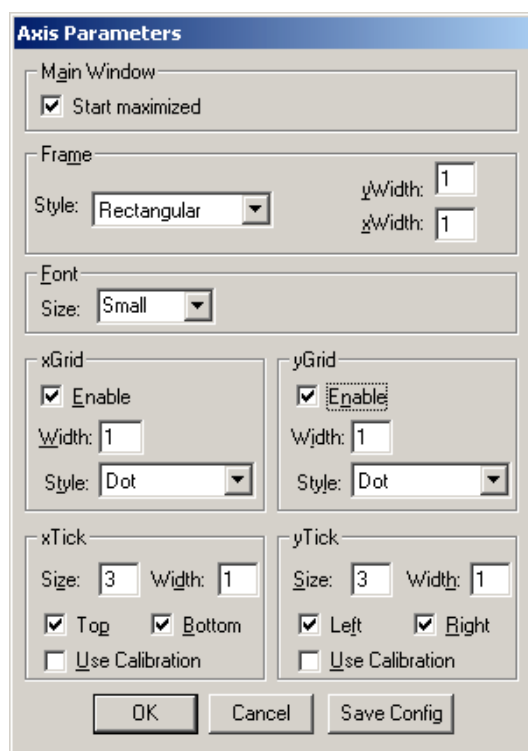 Axis Parameters
Main Window
Start maximized
Frame
Style: Rectangular
yWidth: 1
xWidth: 1
Font
Size: Small
xGrid
Enable
Width: 1
Style: Dot
yGrid
Enable
Width: 1
Style: Dot
xTick
Size: 3 Width: 1
Top Bottom
Use Calibration
yTick
Size: 3 Width: 1
Left Right
Use Calibration
OK Cancel Save Config